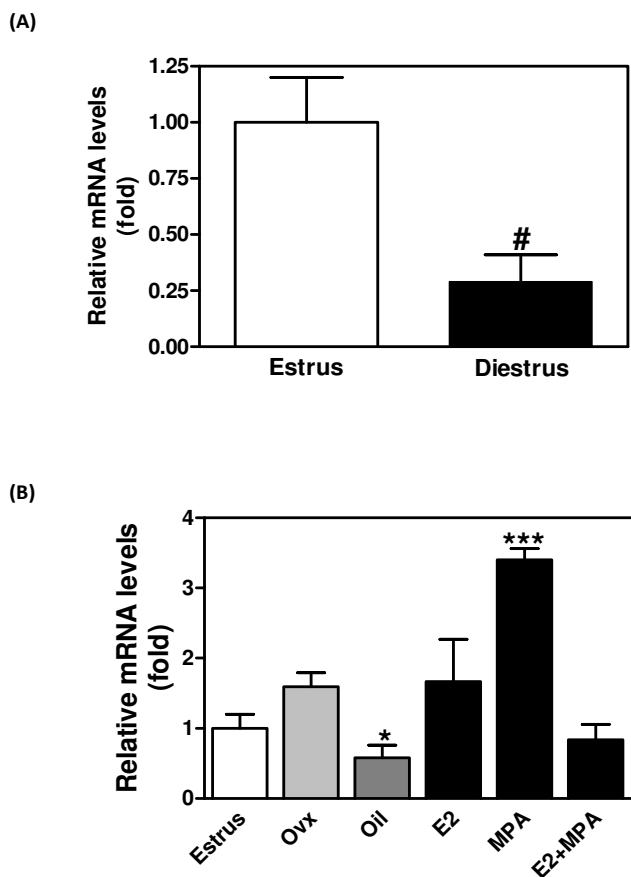 (A)
Relative mRNA levels
(fold)
1.25
1.00
0.75
0.50
0.25
0.00
#
Estrus
Diestrus
(B)
Relative mRNA levels
(fold)
4
3
2
1
0
*
***
Estrus
Ovx
Oil
E2
MPA
E2+MPA